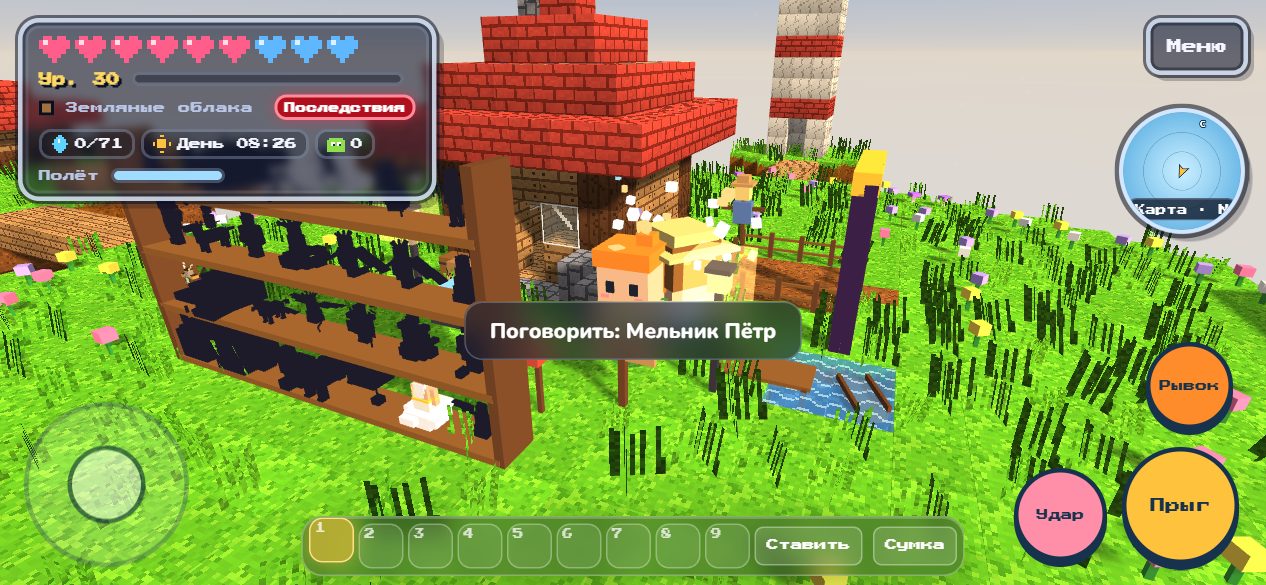 Ур. 30
Земляные облака
Последствия
0/71
День 08:26
0
Полёт
Меню
С
Карта · N
Поговорить: Мельник Пётр
Рывок
Удар
Прыг
1 2 3 4 5 6 7 8 9
Ставить
Сумка